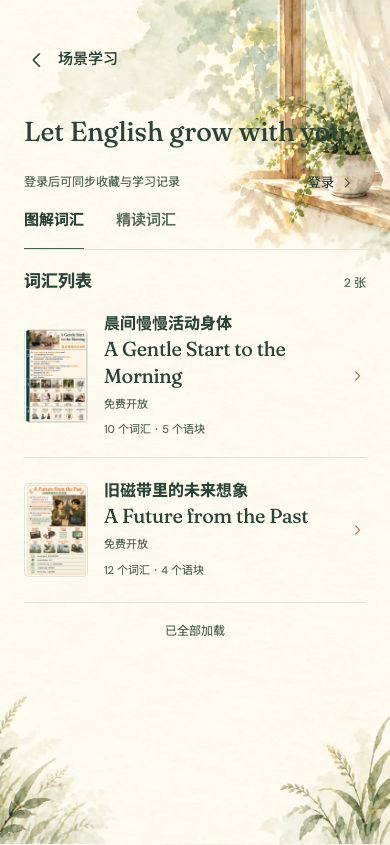 场景学习
Let English grow with you.
登录后可同步收藏与学习记录
登录
图解词汇 精读词汇
词汇列表
2 张
晨间慢慢活动身体
A Gentle Start to the
Morning
免费开放
10 个词汇 · 5 个语块
旧磁带里的未来想象
A Future from the Past
免费开放
12 个词汇 · 4 个语块
已全部加载